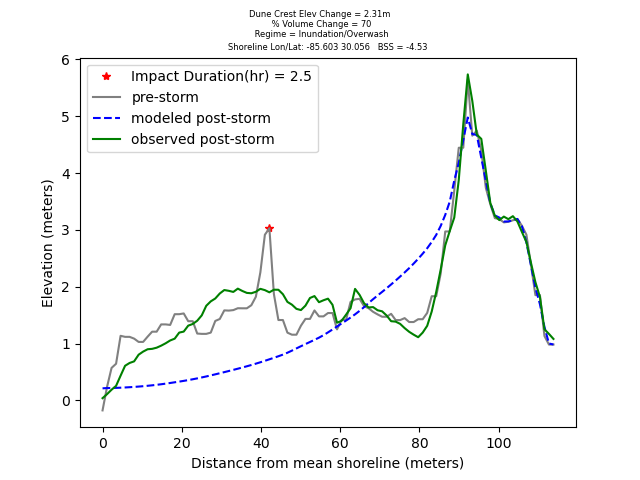 Dune Crest Elev Change = 2.31m
% Volume Change = 70
Regime = Inundation/Overwash
Shoreline Lon/Lat: -85.603 30.056 BSS = -4.53
Impact Duration(hr) = 2.5
pre-storm
modeled post-storm
observed post-storm
6
5
4
3
2
1
0
Elevation (meters)
0 20 40 60 80 100
Distance from mean shoreline (meters)